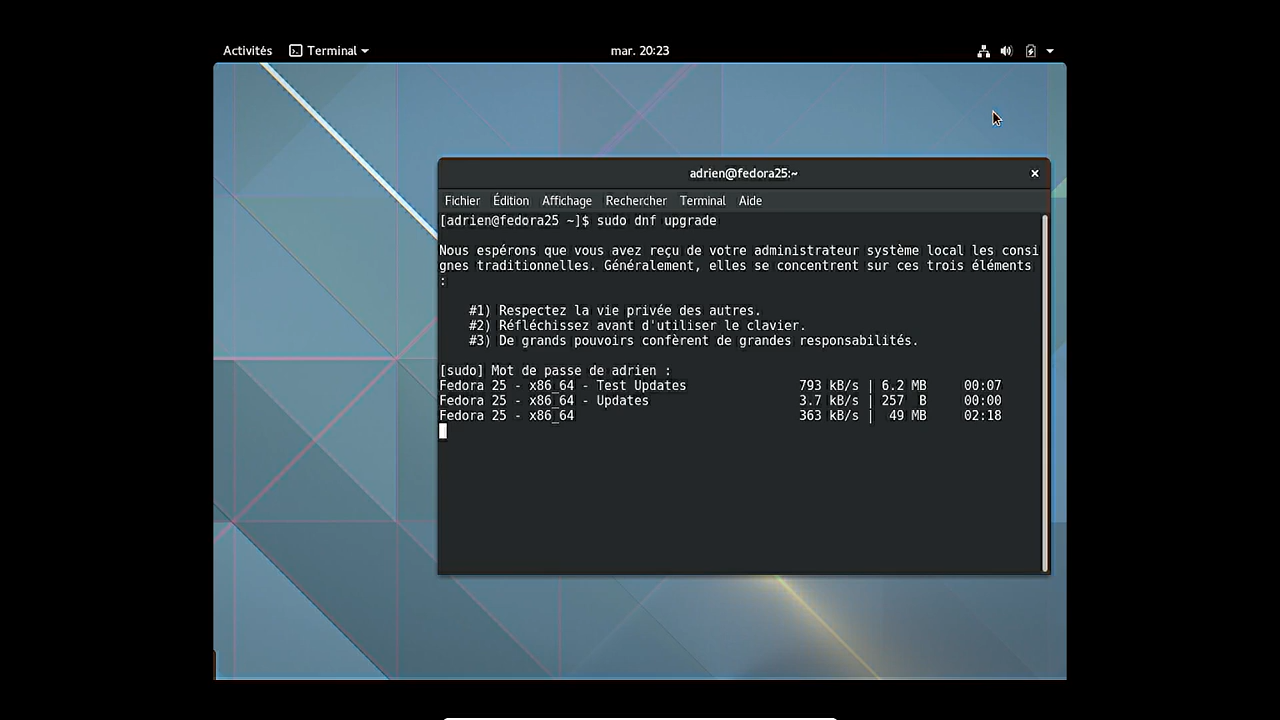 Activités Terminal mar. 20:23
adrien@fedora25:~ ×
Fichier Édition Affichage Rechercher Terminal Aide
[adrien@fedora25 ~]$ sudo dnf upgrade
Nous espérons que vous avez reçu de votre administrateur système local les consi
gnes traditionnelles. Généralement, elles se concentrent sur ces trois éléments
:
#1) Respectez la vie privée des autres.
#2) Réfléchissez avant d'utiliser le clavier.
#3) De grands pouvoirs confèrent de grandes responsabilités.
[sudo] Mot de passe de adrien :
Fedora 25 - x86_64 - Test Updates 793 kB/s | 6.2 MB 00:07
Fedora 25 - x86_64 - Updates 3.7 kB/s | 257 B 00:00
Fedora 25 - x86_64 363 kB/s | 49 MB 02:18